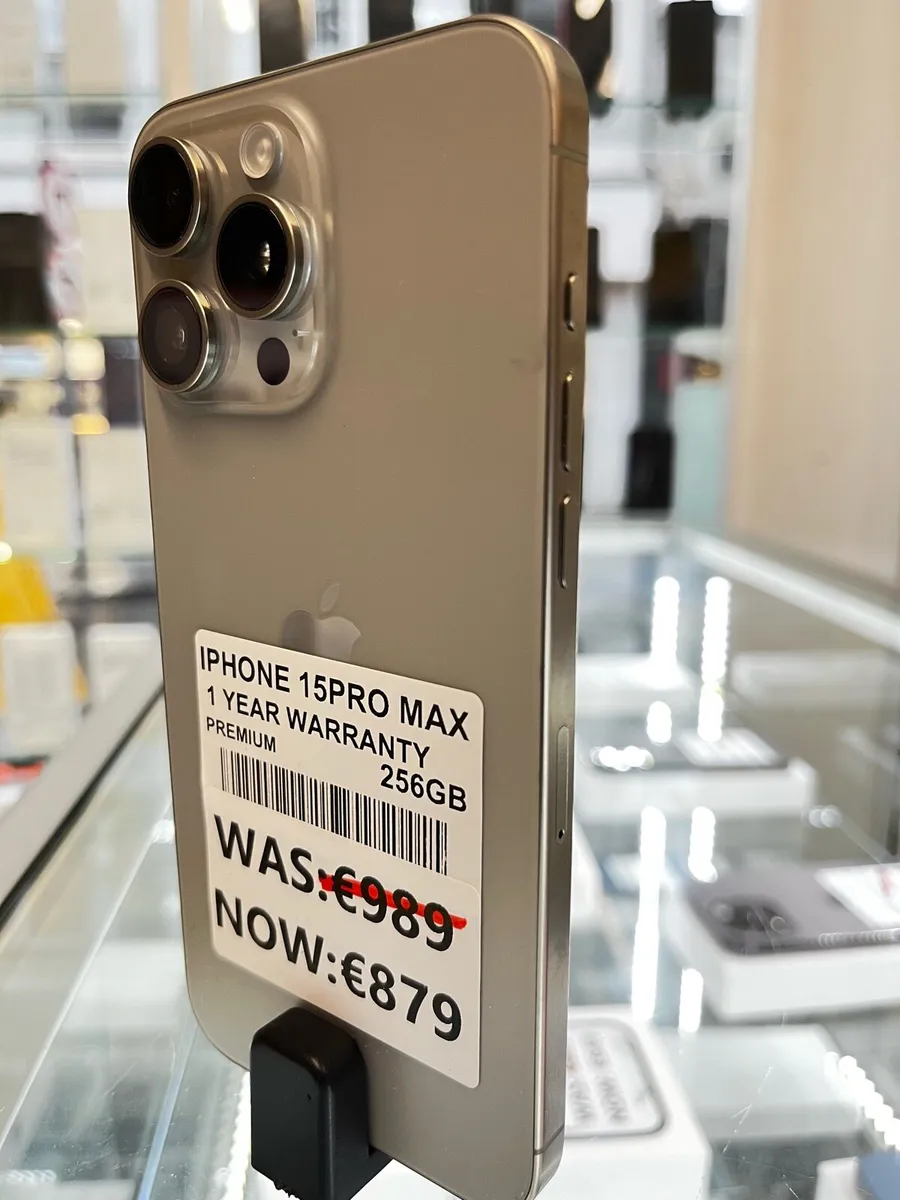 IPHONE 15PRO MAX
1 YEAR WARRANTY
PREMIUM
256GB
WAS:€989
NOW:€879